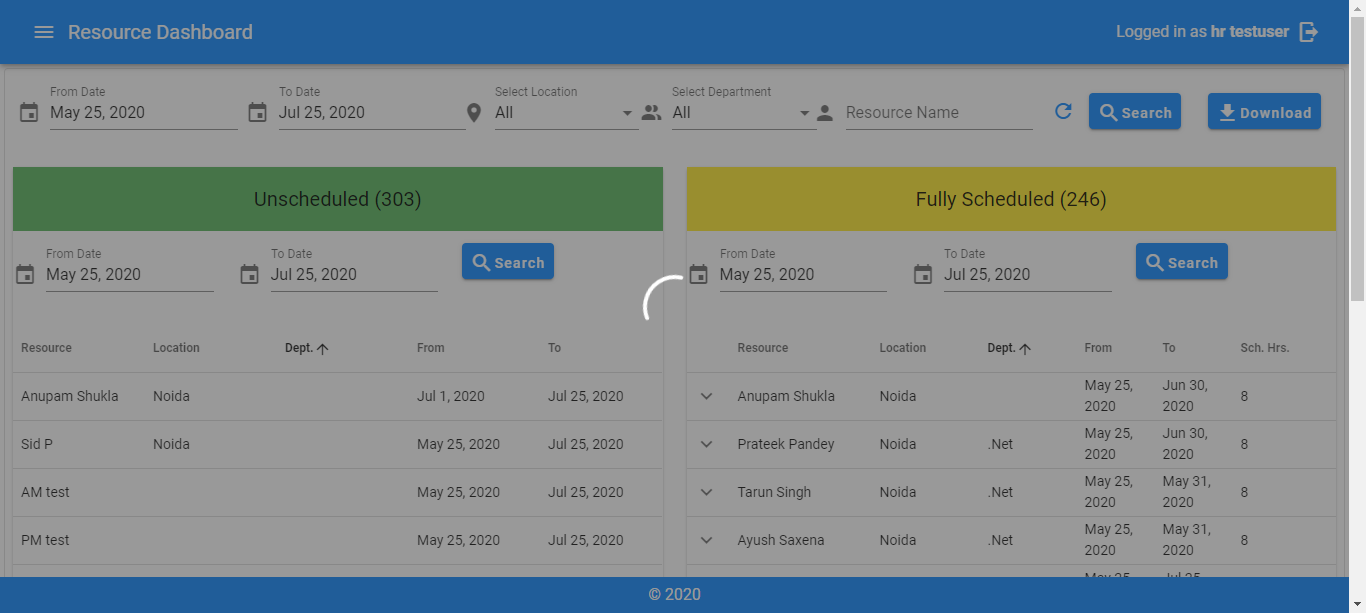 Resource Dashboard
Logged in as hr testuser
From Date To Date Select Location Select Department
May 25, 2020 Jul 25, 2020 All All Resource Name Search Download
Unscheduled (303)
From Date To Date
May 25, 2020 Jul 25, 2020 Search
Resource Location Dept. From To
Anupam Shukla Noida Jul 1, 2020 Jul 25, 2020
Sid P Noida May 25, 2020 Jul 25, 2020
AM test May 25, 2020 Jul 25, 2020
PM test May 25, 2020 Jul 25, 2020
Fully Scheduled (246)
From Date To Date
May 25, 2020 Jul 25, 2020 Search
Resource Location Dept. From To Sch. Hrs.
Anupam Shukla Noida May 25, 2020 Jun 30, 2020 8
Prateek Pandey Noida .Net May 25, 2020 Jun 30, 2020 8
Tarun Singh Noida .Net May 25, 2020 May 31, 2020 8
Ayush Saxena Noida .Net May 25, 2020 May 31, 2020 8
© 2020